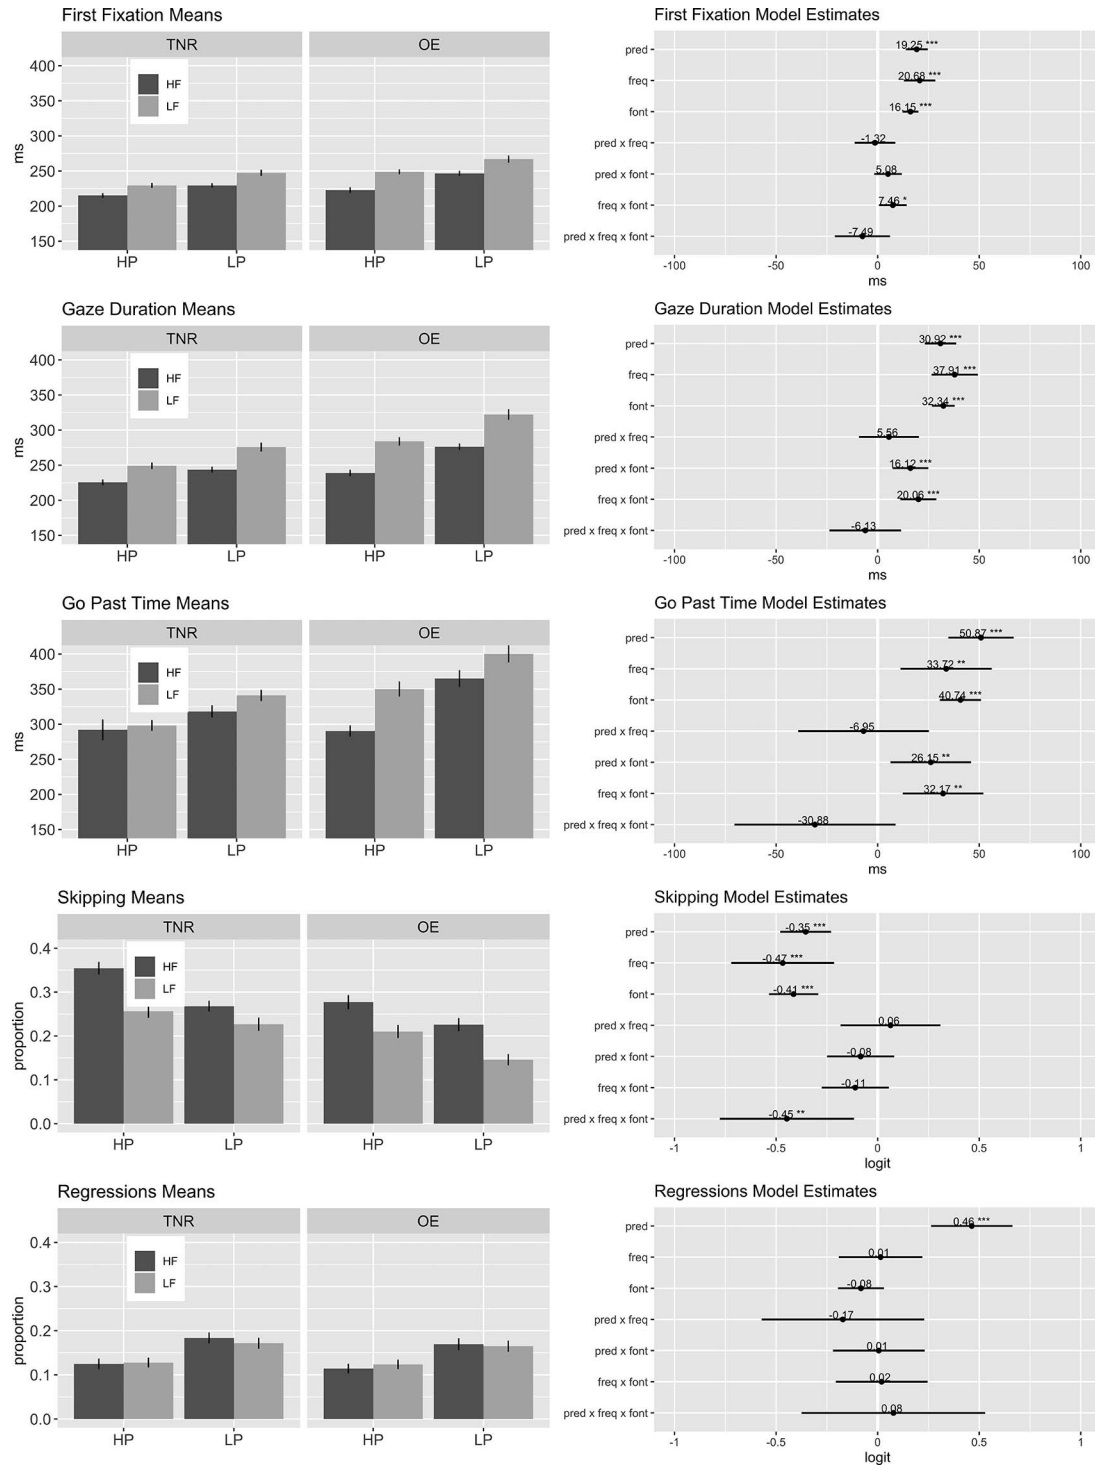 First Fixation Means
TNR
OE
HF
LF
400
350
300
250
200
150
ms
HP
LP
HP
LP
First Fixation Model Estimates
pred
freq
font
pred x freq
pred x font
freq x font
pred x freq x font
19.25 ***
20.68 ***
16.15 ***
-1.32
5.08
7.46 *
-7.49
-100
-50
0
50
100
ms
Gaze Duration Means
TNR
OE
HF
LF
400
350
300
250
200
150
ms
HP
LP
HP
LP
Gaze Duration Model Estimates
pred
freq
font
pred x freq
pred x font
freq x font
pred x freq x font
30.92 ***
37.91 ***
32.34 ***
5.56
16.12 ***
20.06 ***
-6.13
-100
-50
0
50
100
ms
Go Past Time Means
TNR
OE
HF
LF
400
350
300
250
200
150
ms
HP
LP
HP
LP
Go Past Time Model Estimates
pred
freq
font
pred x freq
pred x font
freq x font
pred x freq x font
50.87 ***
33.72 **
40.74 ***
-6.95
26.15 **
32.17 **
-30.88
-100
-50
0
50
100
ms
Skipping Means
TNR
OE
HF
LF
0.4
0.3
0.2
0.1
0.0
proportion
HP
LP
HP
LP
Skipping Model Estimates
pred
freq
font
pred x freq
pred x font
freq x font
pred x freq x font
-0.35 ***
-0.47 ***
-0.41 ***
0.06
-0.08
-0.11
-0.45 **
-1
-0.5
0
0.5
1
logit
Regressions Means
TNR
OE
HF
LF
0.4
0.3
0.2
0.1
0.0
proportion
HP
LP
HP
LP
Regressions Model Estimates
pred
freq
font
pred x freq
pred x font
freq x font
pred x freq x font
0.46 ***
0.01
-0.08
-0.17
0.01
0.02
0.08
-1
-0.5
0
0.5
1
logit